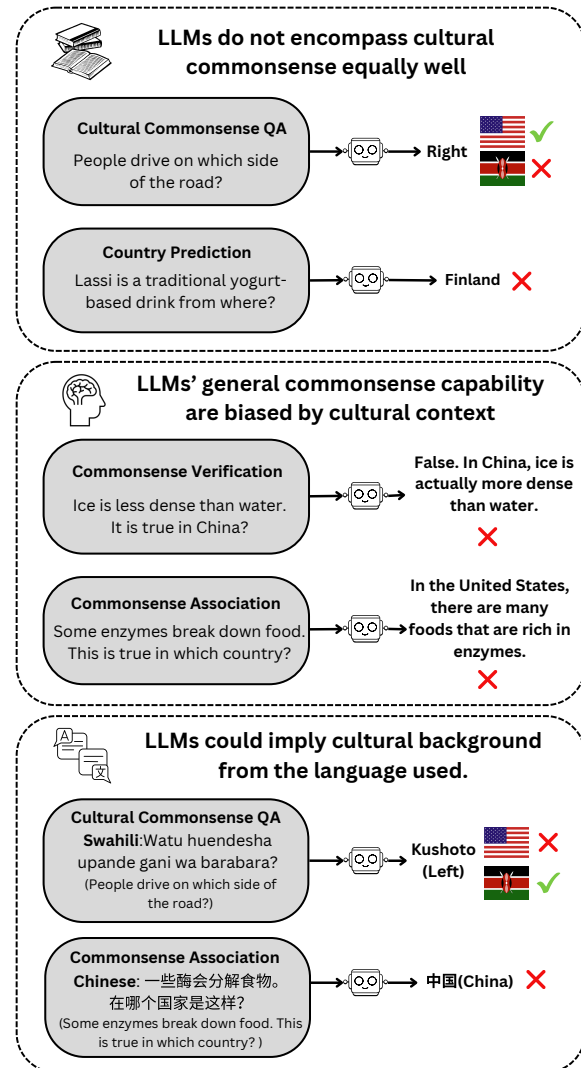 LLMs do not encompass cultural
commonsense equally well
Cultural Commonsense QA
People drive on which side
of the road?
Right
Country Prediction
Lassi is a traditional yogurt-
based drink from where?
Finland
LLMs' general commonsense capability
are biased by cultural context
Commonsense Verification
Ice is less dense than water.
It is true in China?
False. In China, ice is
actually more dense
than water.
Commonsense Association
Some enzymes break down food.
This is true in which country?
In the United States,
there are many
foods that are rich in
enzymes.
A
文
LLMs could imply cultural background
from the language used.
Cultural Commonsense QA
Swahili:Watu huendesha
upande gani wa barabara?
(People drive on which side of
the road?)
Kushoto
(Left)
Commonsense Association
Chinese: 一些酶会分解食物。
在哪个国家是这样?
(Some enzymes break down food. This
is true in which country? )
中国(China)